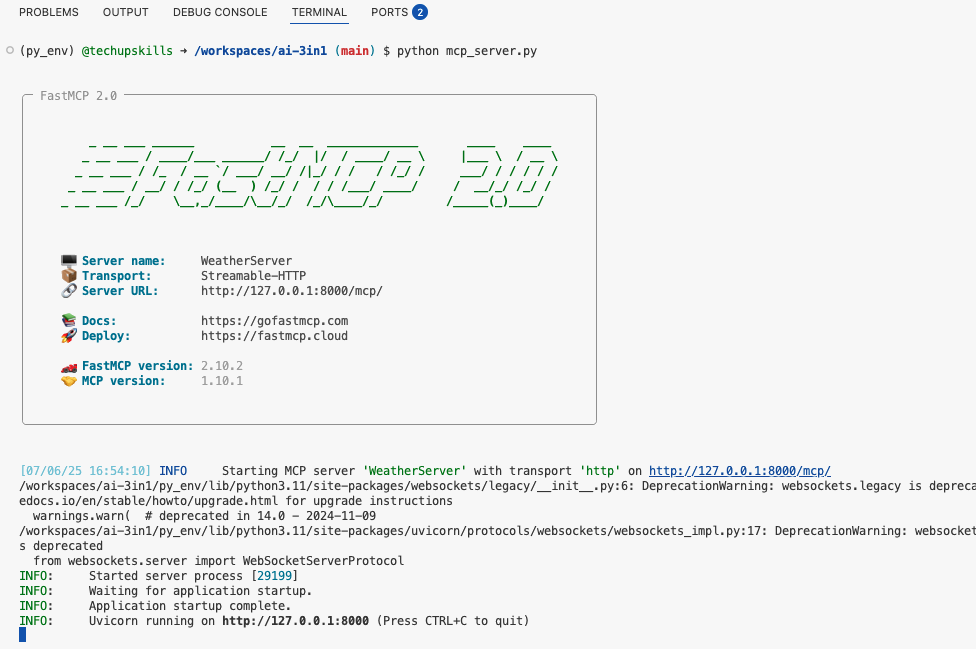 PROBLEMS OUTPUT DEBUG CONSOLE TERMINAL PORTS 2
(py_env) @techupskills ➜ /workspaces/ai-3in1 (main) $ python mcp_server.py
FastMCP 2.0
FastMCP 2.0
Server name: WeatherServer
Transport: Streamable-HTTP
Server URL: http://127.0.0.1:8000/mcp/
Docs: https://gofastmcp.com
Deploy: https://fastmcp.cloud
FastMCP version: 2.10.2
MCP version: 1.10.1
[07/06/25 16:54:10] INFO Starting MCP server 'WeatherServer' with transport 'http' on http://127.0.0.1:8000/mcp/
/workspaces/ai-3in1/py_env/lib/python3.11/site-packages/websockets/legacy/__init__.py:6: DeprecationWarning: websockets.legacy is depreca
edocs.io/en/stable/howto/upgrade.html for upgrade instructions
warnings.warn(  # deprecated in 14.0 - 2024-11-09
/workspaces/ai-3in1/py_env/lib/python3.11/site-packages/uvicorn/protocols/websockets/websockets_impl.py:17: DeprecationWarning: websocket
s deprecated
from websockets.server import WebSocketServerProtocol
INFO: Started server process [29199]
INFO: Waiting for application startup.
INFO: Application startup complete.
INFO: Uvicorn running on http://127.0.0.1:8000 (Press CTRL+C to quit)